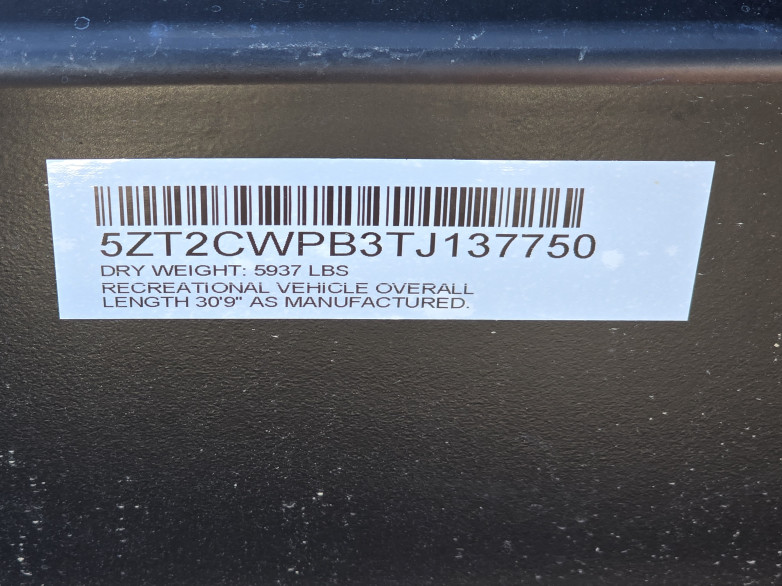 5ZT2CWPB3TJ137750
DRY WEIGHT: 5937 LBS
RECREATIONAL VEHICLE OVERALL
LENGTH 30'9" AS MANUFACTURED.